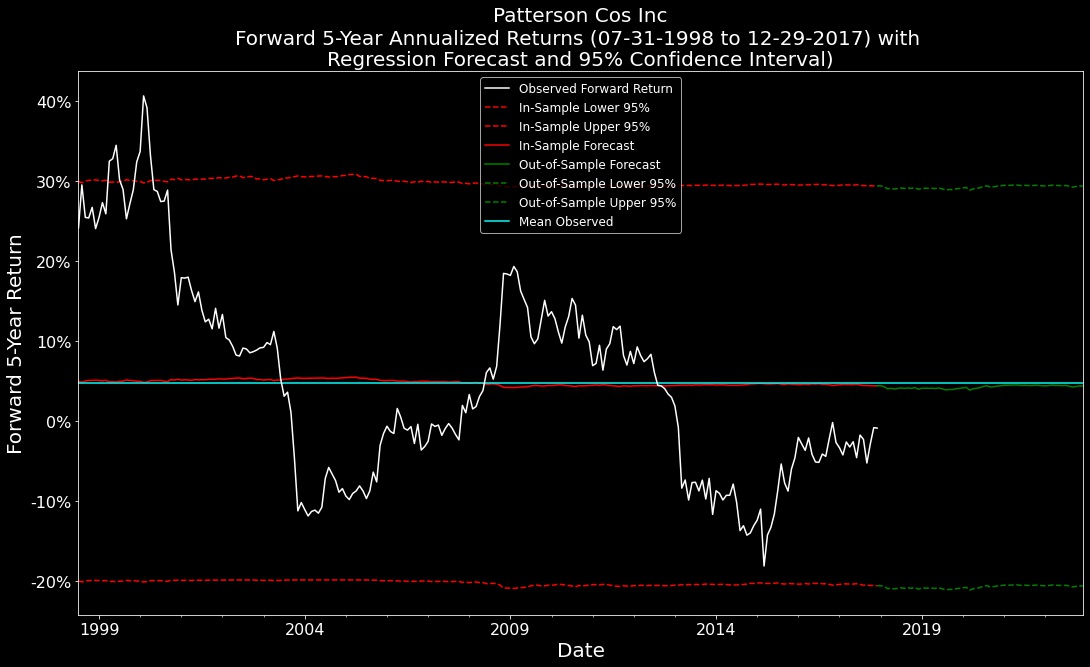 Patterson Cos Inc
Forward 5-Year Annualized Returns (07-31-1998 to 12-29-2017) with
Regression Forecast and 95% Confidence Interval)
Observed Forward Return
In-Sample Lower 95%
In-Sample Upper 95%
In-Sample Forecast
Out-of-Sample Forecast
Out-of-Sample Lower 95%
Out-of-Sample Upper 95%
Mean Observed
Forward 5-Year Return
40%
30%
20%
10%
0%
-10%
-20%
1999
2004
2009
2014
2019
Date